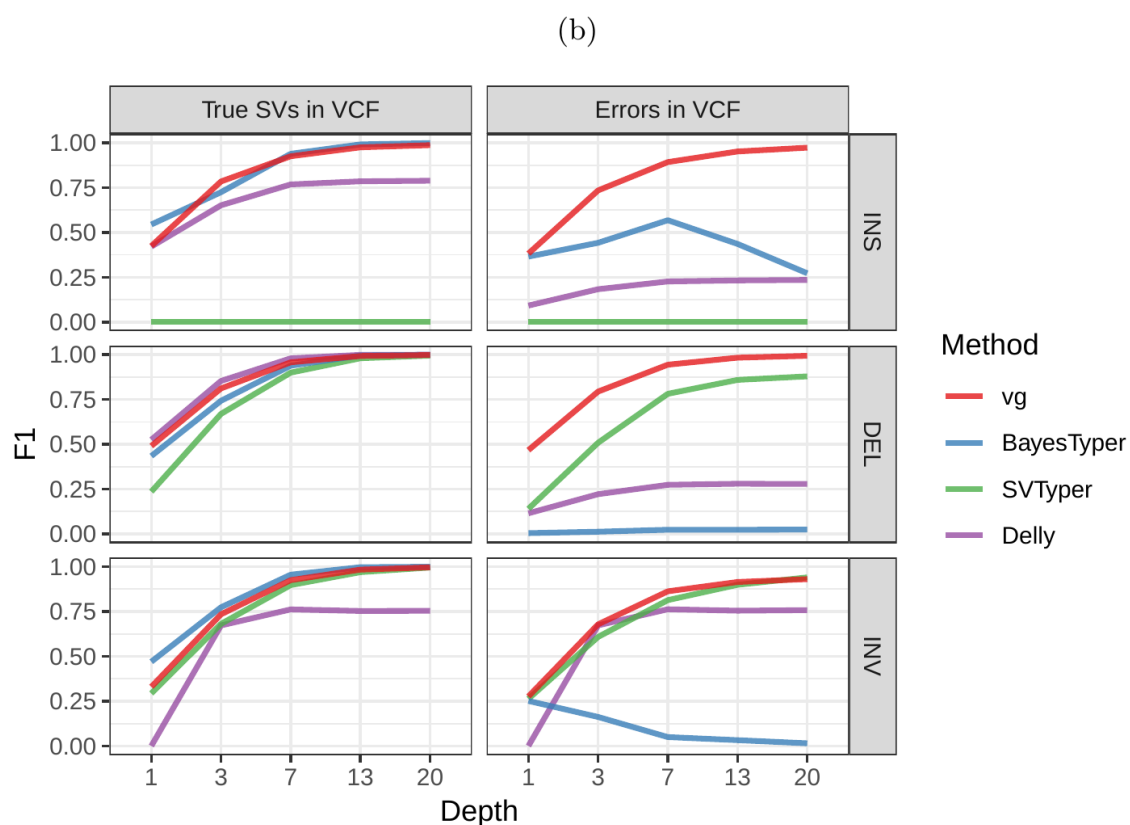 (b)
True SVs in VCF
Errors in VCF
1.00
0.75
0.50
0.25
0.00
INS
1.00
0.75
0.50
0.25
0.00
DEL
1.00
0.75
0.50
0.25
0.00
INV
F1
1 3 7 13 20
1 3 7 13 20
Depth
Method
vg
BayesTyper
SVTyper
Delly